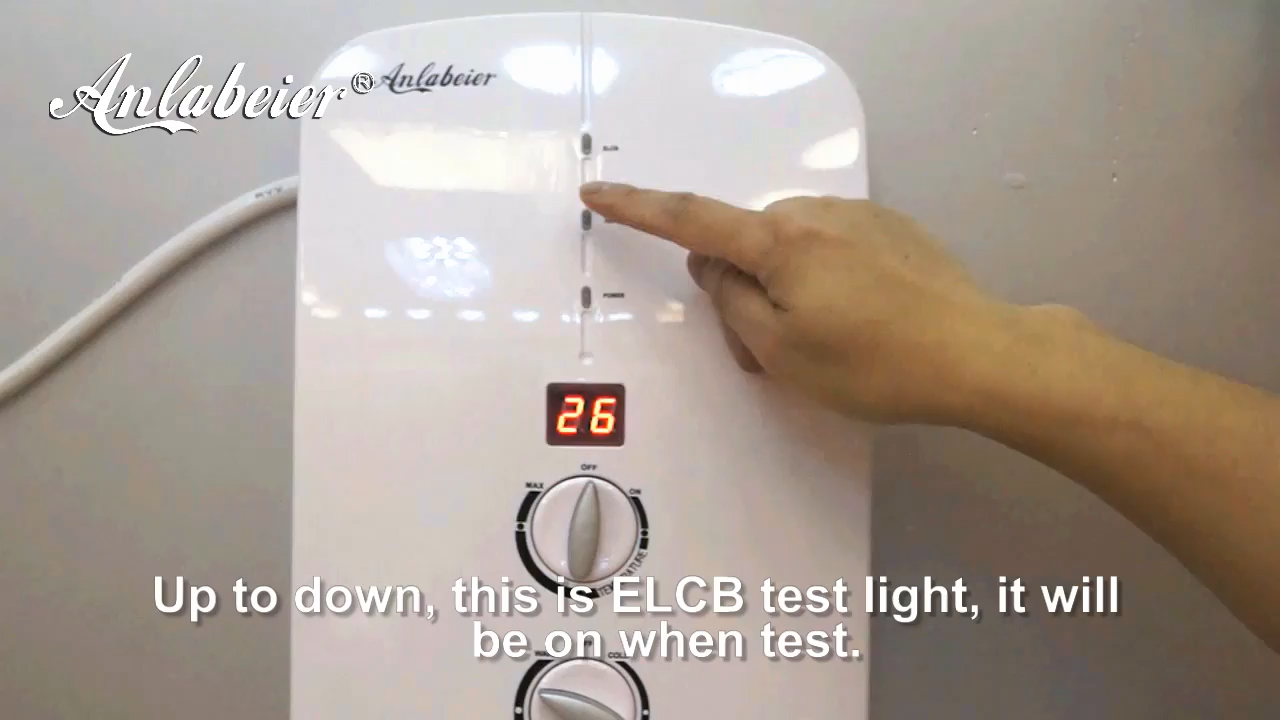 Anlabeier®
Anlabeier
ELCB
POWER
26
OFF
MAX
ON
Up to down, this is ELCB test light, it will
be on when test.